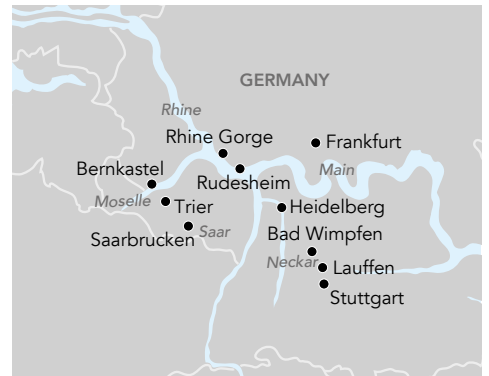 GERMANY
Rhine
Rhine Gorge
Frankfurt
Bernkastel
Rudesheim
Main
Moselle
Trier
Heidelberg
Saarbrucken
Saar
Bad Wimpfen
Neckar
Lauffen
Stuttgart